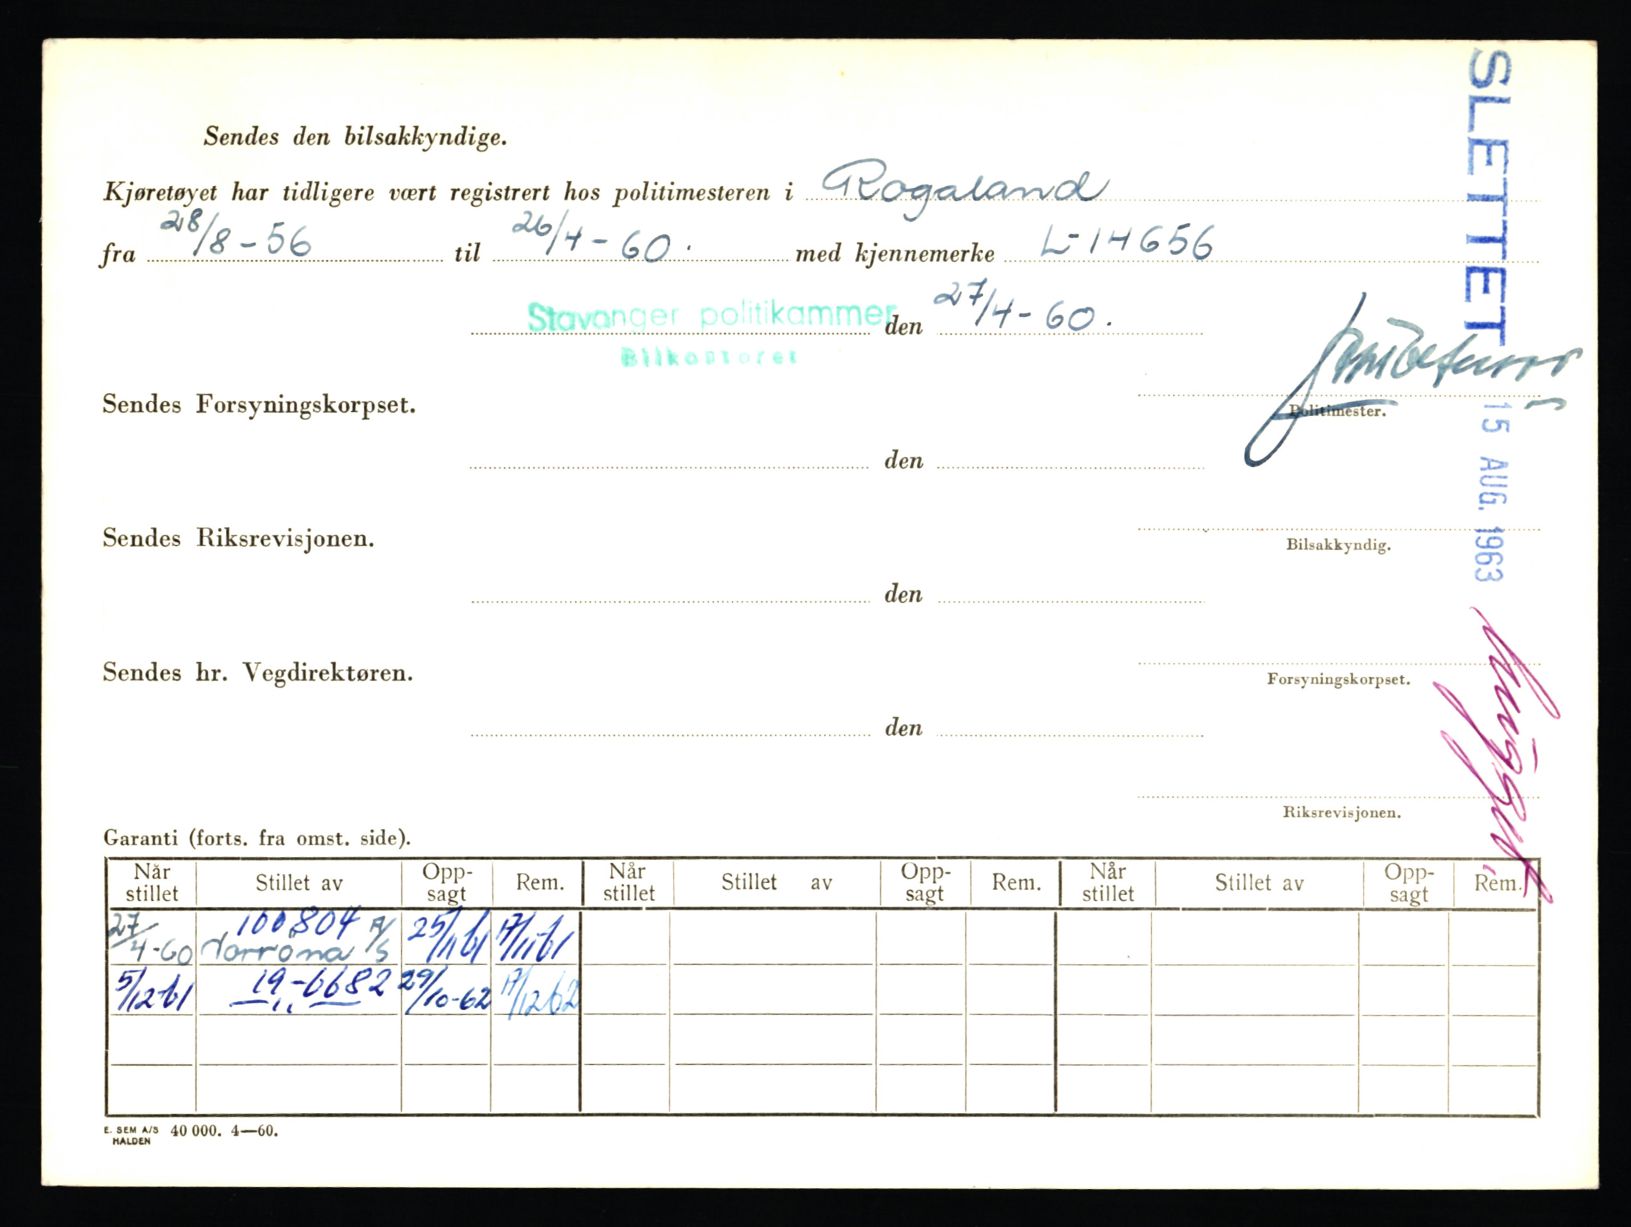 Sendes den bilsakkyndige.
Kjøretøyet har tidligere vært registrert hos politimesteren i Rogaland
fra 28/8-56 til 26/4-60. med kjennemerke L-14656
Stavanger politikammer den 27/4-60.
Bilkontoret
Sendes Forsyningskorpset.
Politimester.
den
Sendes Riksrevisjonen.
Bilsakkyndig.
den
Sendes hr. Vegdirektøren.
Forsyningskorpset.
den
Riksrevisjonen.
SLETTET
15 AUG. 1963
Garanti (forts. fra omst. side).
Når stillet Stillet av Opp-sagt Rem. Når stillet Stillet av Opp-sagt Rem. Når stillet Stillet av Opp-sagt Rem.
27/4-60 100804 Norrøna A/S 25/11-61 17/11-61
5/12-61 19-6682 —"— 29/10-62 17/12 62
E. SEM A/S HALDEN 40 000. 4—60.